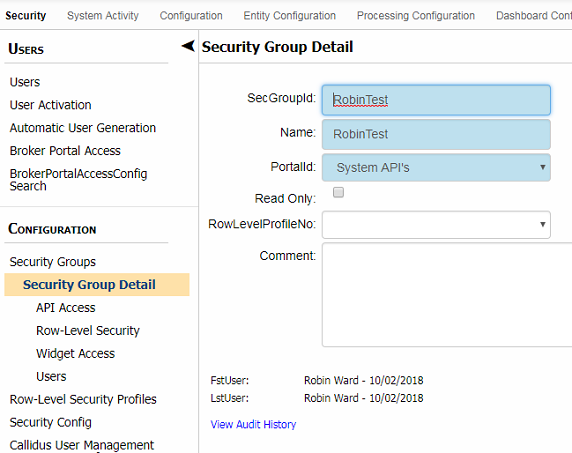 Security System Activity Configuration Entity Configuration Processing Configuration Dashboard Conf
Users
Users
User Activation
Automatic User Generation
Broker Portal Access
BrokerPortalAccessConfig
Search
Configuration
Security Groups
Security Group Detail
API Access
Row-Level Security
Widget Access
Users
Row-Level Security Profiles
Security Config
Callidus User Management
Security Group Detail
SecGroupId: RobinTest
Name: RobinTest
PortalId: System API's
Read Only:
RowLevelProfileNo:
Comment:
FstUser: Robin Ward - 10/02/2018
LstUser: Robin Ward - 10/02/2018
View Audit History